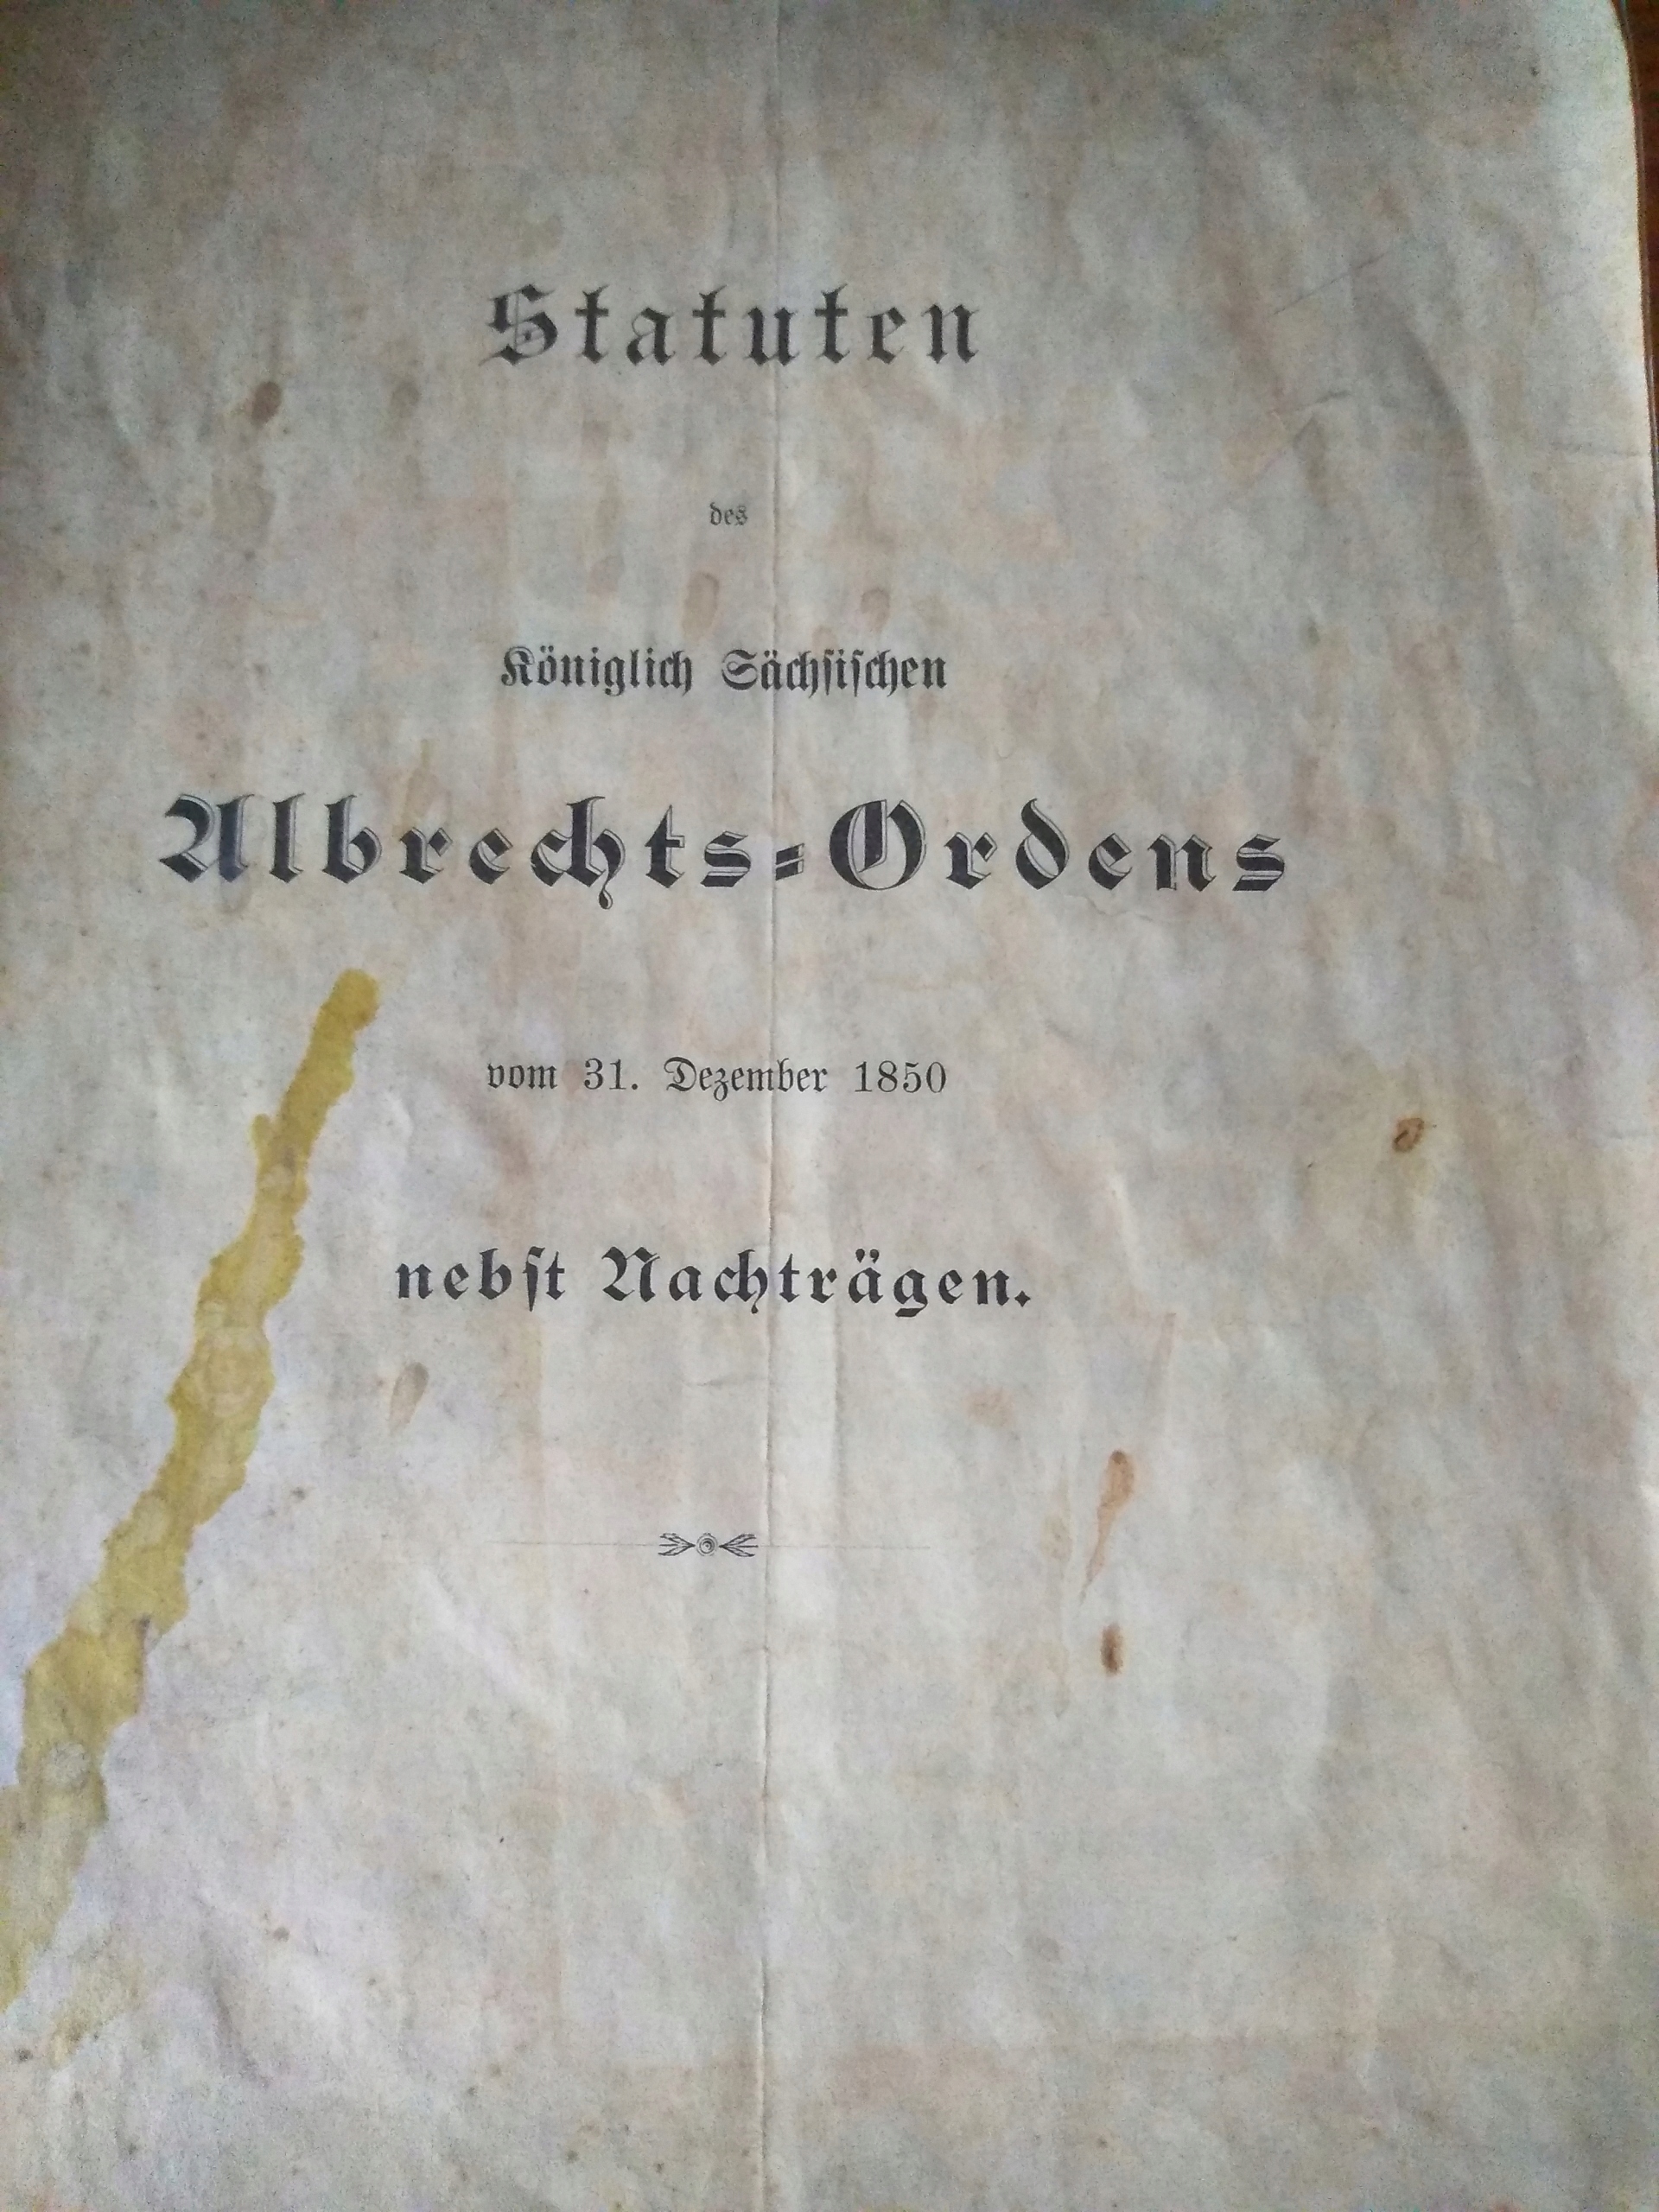 Statuten
des
Königlich Sächſiſchen
Albrechts=Ordens
vom 31. Dezember 1850
nebſt Nachträgen.